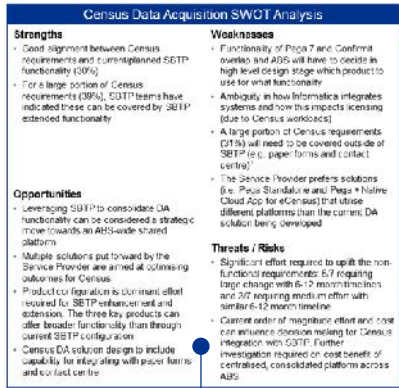 Census Data Acquisition SWOT Analysis
Strengths
• Good alignment between Census
requirements and current/planned SBTP
functionality (30%)
• For a large portion of Census
requirements (39%), SBTP teams have
indicated these can be covered by SBTP
extended functionality
Weaknesses
• Functionality of Pega 7 and Confirmit
overlap and ABS will have to decide in
high level design stage which product to
use for what functionality
• Ambiguity in how Informatica integrates
systems and how this impacts licensing
(due to Census workloads)
• A large portion of Census requirements
(31%) will need to be covered outside of
SBTP (e.g. paper forms and contact
centre)¹
• The Service Provider prefers solutions
(i.e. Pega Standalone and Pega + Native
Cloud App for eCensus) that utilise
different platforms than the current DA
solution being developed
Opportunities
• Leveraging SBTP to consolidate DA
functionality can be considered a strategic
move towards an ABS-wide shared
platform
• Multiple solutions put forward by the
Service Provider are aimed at optimising
outcomes for Census
• Product configuration is dominant effort
required for SBTP enhancement and
extension. The three key products can
offer broader functionality than through
current SBTP configuration
• Census DA solution design to include
capability for integrating with paper forms
and contact centre
Threats / Risks
• Significant effort required to uplift the non-
functional requirements: 5/7 requiring
large change with 6-12 month timelines
and 2/7 requiring medium effort with
similar 6-12 month timeline
• Current order of magnitude effort and cost
can influence decision making for Census
integration with SBTP. Further
investigation required on cost benefit of
centralised, consolidated platform across
ABS